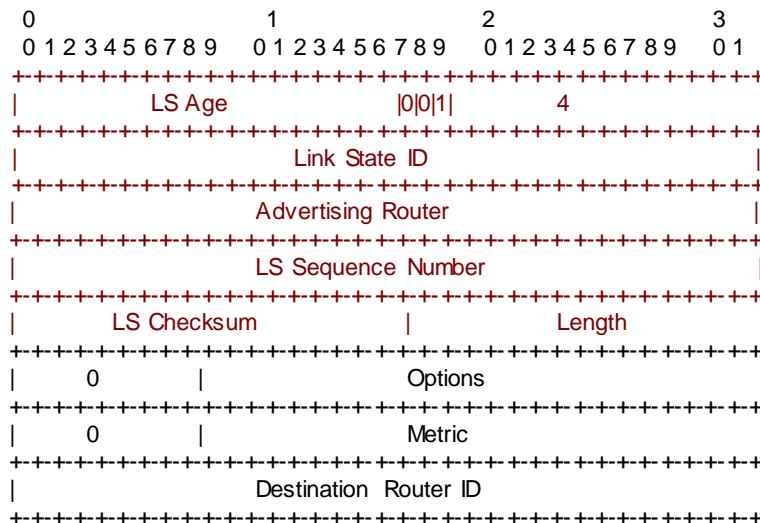 0 1 2 3
0 1 2 3 4 5 6 7 8 9 0 1 2 3 4 5 6 7 8 9 0 1 2 3 4 5 6 7 8 9 0 1
+-+-+-+-+-+-+-+-+-+-+-+-+-+-+-+-+-+-+-+-+-+-+-+-+-+-+-+-+-+-+-+-+
| LS Age |0|0|1| 4
+-+-+-+-+-+-+-+-+-+-+-+-+-+-+-+-+-+-+-+-+-+-+-+-+-+-+-+-+-+-+-+-+
| Link State ID |
+-+-+-+-+-+-+-+-+-+-+-+-+-+-+-+-+-+-+-+-+-+-+-+-+-+-+-+-+-+-+-+-+
| Advertising Router |
+-+-+-+-+-+-+-+-+-+-+-+-+-+-+-+-+-+-+-+-+-+-+-+-+-+-+-+-+-+-+-+-+
| LS Sequence Number |
+-+-+-+-+-+-+-+-+-+-+-+-+-+-+-+-+-+-+-+-+-+-+-+-+-+-+-+-+-+-+-+-+
| LS Checksum | Length
+-+-+-+-+-+-+-+-+-+-+-+-+-+-+-+-+-+-+-+-+-+-+-+-+-+-+-+-+-+-+-+-+
| 0 | Options
+-+-+-+-+-+-+-+-+-+-+-+-+-+-+-+-+-+-+-+-+-+-+-+-+-+-+-+-+-+-+-+-+
| 0 | Metric
+-+-+-+-+-+-+-+-+-+-+-+-+-+-+-+-+-+-+-+-+-+-+-+-+-+-+-+-+-+-+-+-+
| Destination Router ID
+-+-+-+-+-+-+-+-+-+-+-+-+-+-+-+-+-+-+-+-+-+-+-+-+-+-+-+-+-+-+-+-+